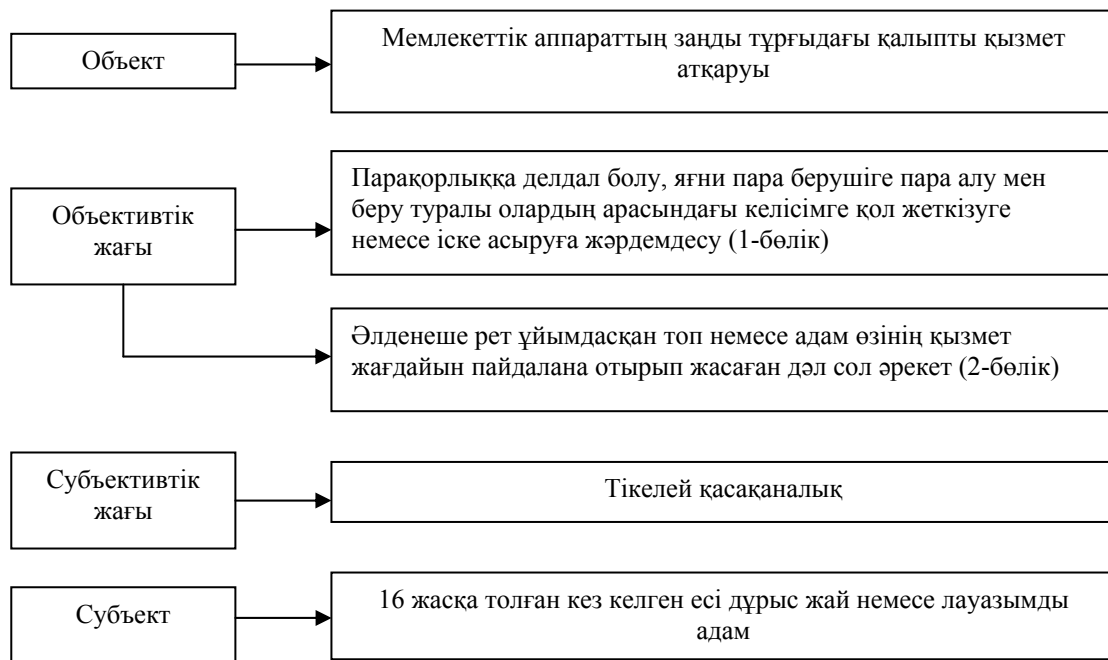 Объект
Мемлекеттік аппараттың заңды тұрғыдағы қалыпты қызмет
атқаруы
Объективтік
жағы
Парақорлыққа делдал болу, яғни пара берушіге пара алу мен
беру туралы олардың арасындағы келісімге қол жеткізуге
немесе іске асыруға жәрдемдесу (1-бөлік)
Әлденеше рет ұйымдасқан топ немесе адам өзінің қызмет
жағдайын пайдалана отырып жасаған дәл сол әрекет (2-бөлік)
Субъективтік
жағы
Тікелей қасақаналық
Субъект
16 жасқа толған кез келген есі дұрыс жай немесе лауазымды
адам